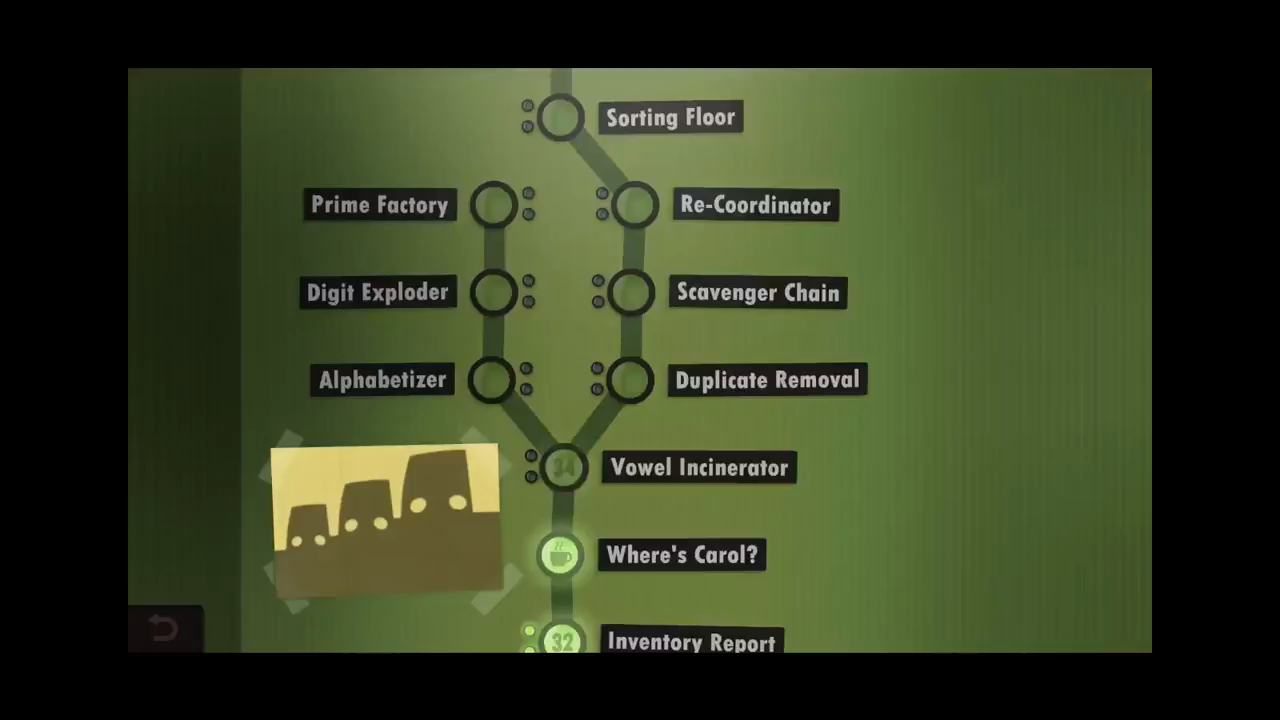 Sorting Floor
Prime Factory
Re-Coordinator
Digit Exploder
Scavenger Chain
Alphabetizer
Duplicate Removal
34
Vowel Incinerator
Where's Carol?
32
Inventory Report